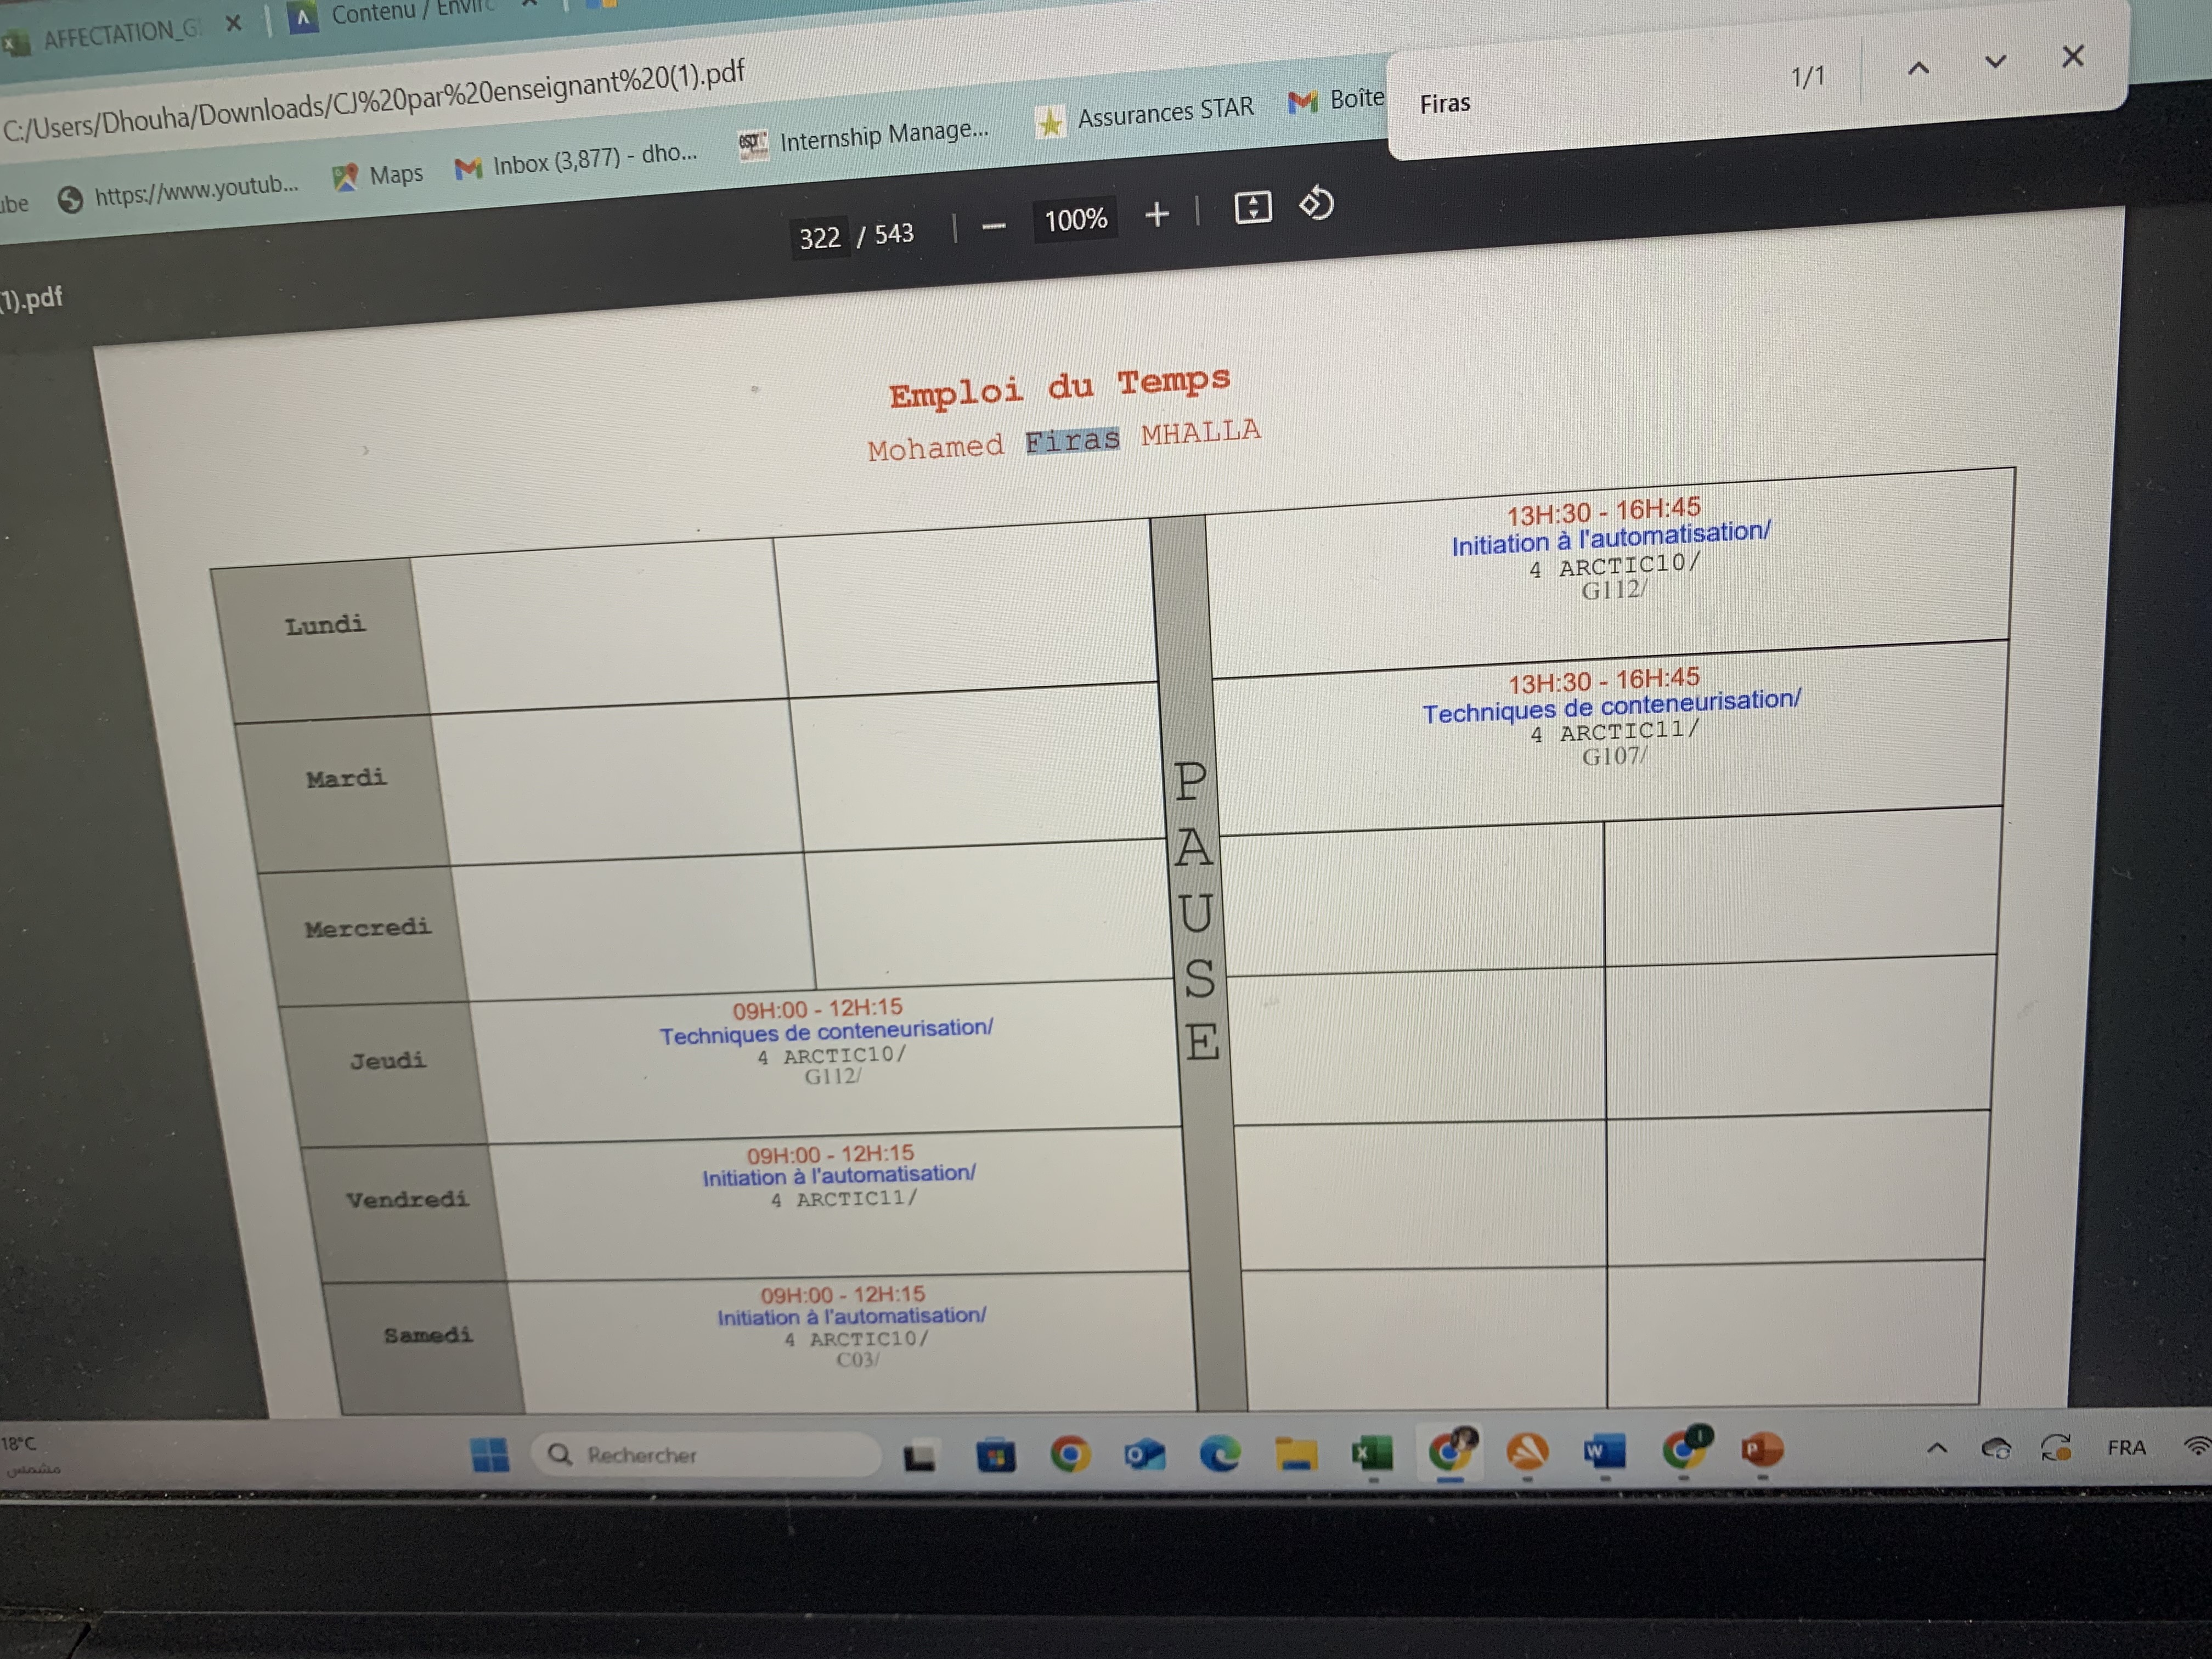 AFFECTATION_G
Contenu / Enviro
C:/Users/Dhouha/Downloads/CJ%20par%20enseignant%20(1).pdf
Firas
1/1
ube
https://www.youtub...
Maps
Inbox (3,877) - dho...
Internship Manage...
Assurances STAR
Boîte
(1).pdf
322 / 543
100%
Emploi du Temps
Mohamed Firas MHALLA
Lundi
13H:30 - 16H:45
Initiation à l'automatisation/
4 ARCTIC10/
G112/
Mardi
13H:30 - 16H:45
Techniques de conteneurisation/
4 ARCTIC11/
G107/
PAUSE
Mercredi
Jeudi
09H:00 - 12H:15
Techniques de conteneurisation/
4 ARCTIC10/
G112/
Vendredi
09H:00 - 12H:15
Initiation à l'automatisation/
4 ARCTIC11/
Samedi
09H:00 - 12H:15
Initiation à l'automatisation/
4 ARCTIC10/
C03/
18°C
مشمس
Rechercher
FRA